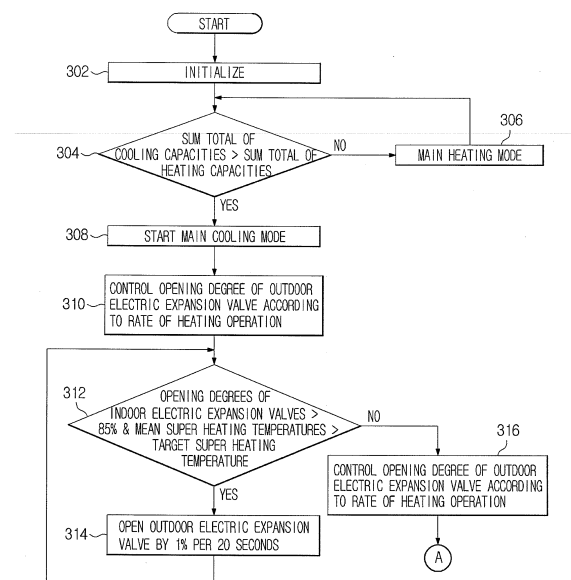 START
302
INITIALIZE
306
SUM TOTAL OF
304
COOLING CAPACITIES > SUM TOTAL OF
HEATING CAPACITIES
NO
MAIN HEATING MODE
YES
308
START MAIN COOLING MODE
310
CONTROL OPENING DEGREE OF OUTDOOR
ELECTRIC EXPANSION VALVE ACCORDING
TO RATE OF HEATING OPERATION
312
OPENING DEGREES OF
INDOOR ELECTRIC EXPANSION VALVES >
85% & MEAN SUPER HEATING TEMPERATURES >
TARGET SUPER HEATING
TEMPERATURE
NO
316
CONTROL OPENING DEGREE OF OUTDOOR
ELECTRIC EXPANSION VALVE ACCORDING
TO RATE OF HEATING OPERATION
YES
314
OPEN OUTDOOR ELECTRIC EXPANSION
VALVE BY 1% PER 20 SECONDS
A